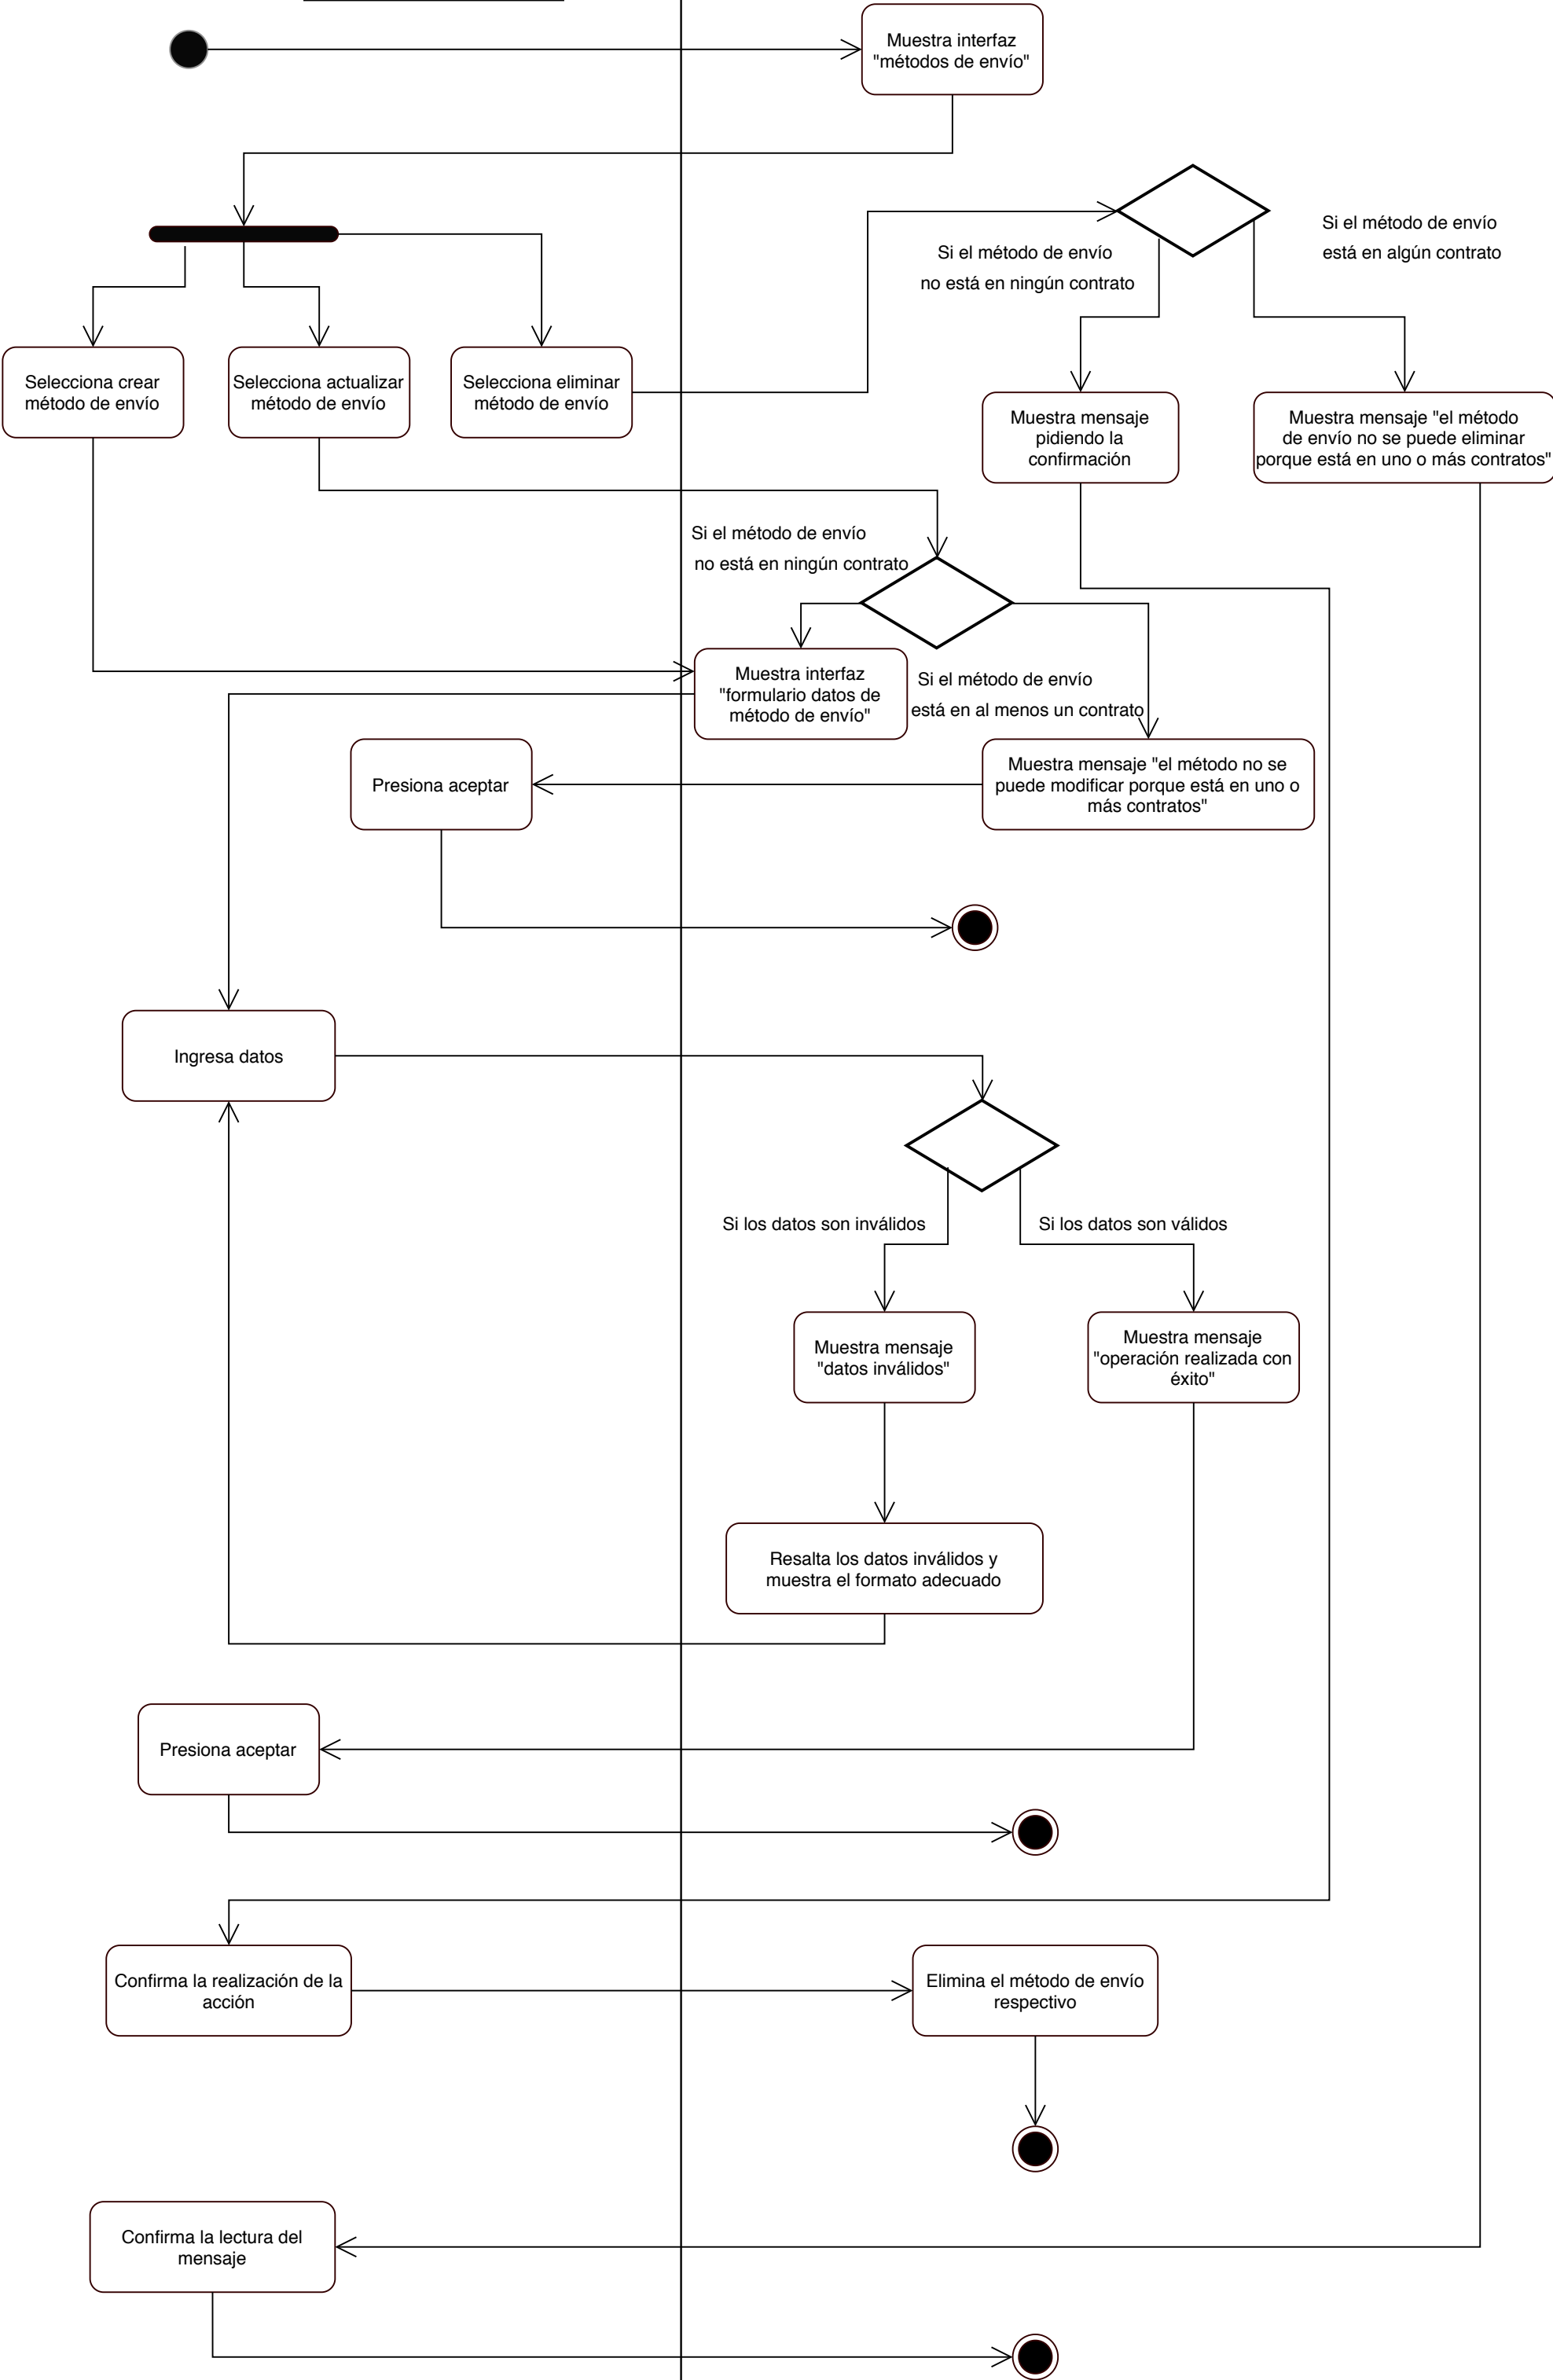 Muestra interfaz
"métodos de envío"
Si el método de envío
está en algún contrato
Si el método de envío
no está en ningún contrato
Selecciona crear
método de envío
Selecciona actualizar
método de envío
Selecciona eliminar
método de envío
Muestra mensaje
pidiendo la
confirmación
Muestra mensaje "el método
de envío no se puede eliminar
porque está en uno o más contratos"
Si el método de envío
no está en ningún contrato
Muestra interfaz
"formulario datos de
método de envío"
Si el método de envío
está en al menos un contrato
Presiona aceptar
Muestra mensaje "el método no se
puede modificar porque está en uno o
más contratos"
Ingresa datos
Si los datos son inválidos
Si los datos son válidos
Muestra mensaje
"datos inválidos"
Muestra mensaje
"operación realizada con
éxito"
Resalta los datos inválidos y
muestra el formato adecuado
Presiona aceptar
Confirma la realización de la
acción
Elimina el método de envío
respectivo
Confirma la lectura del
mensaje